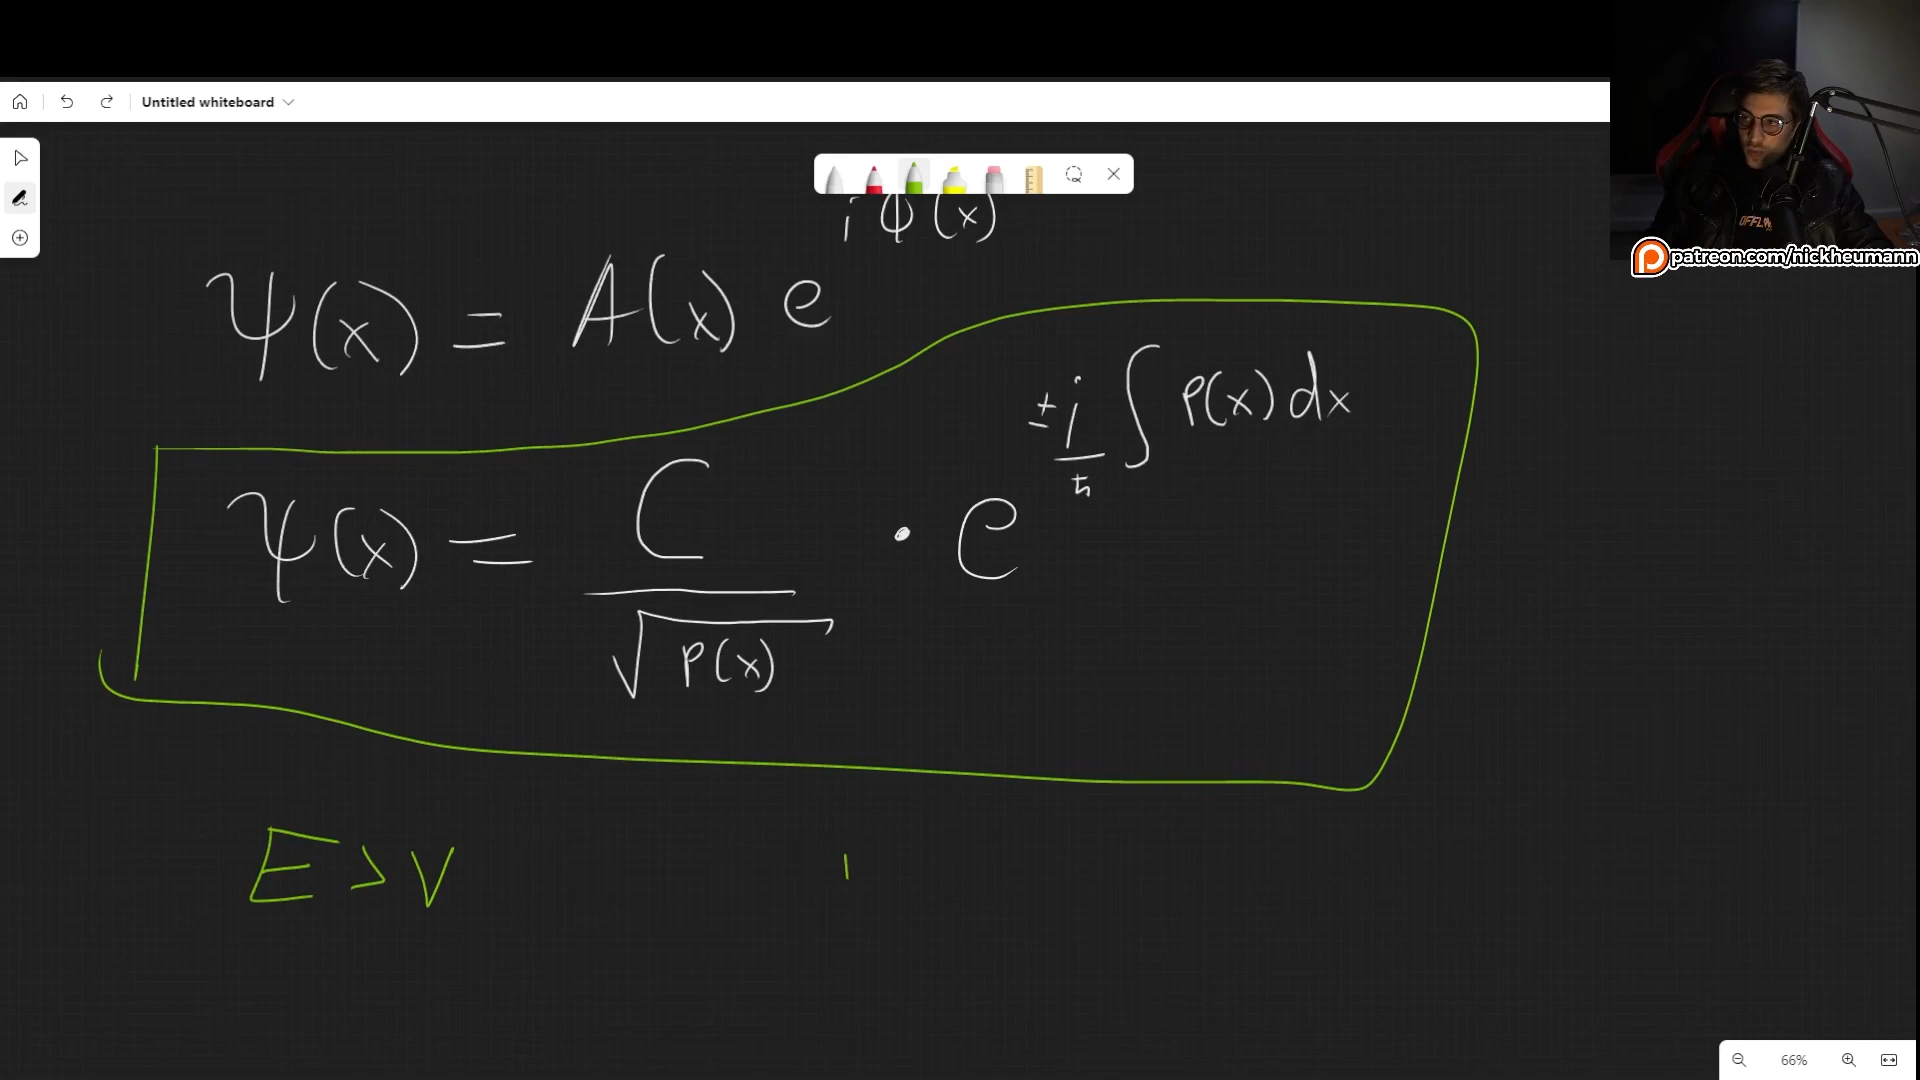 Untitled whiteboard
patreon.com/nickheumann
ψ(x) = A(x) e^{iφ(x)}
ψ(x) = C/√p(x) · e^{±i/ħ ∫p(x)dx}
E > V
66%